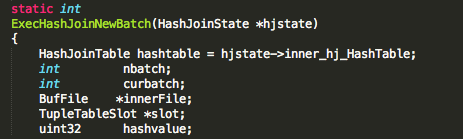 static int
ExecHashJoinNewBatch(HashJoinState *hjstate)
{
HashJoinTable hashtable = hjstate->inner_hj_HashTable;
int nbatch;
int curbatch;
BufFile *innerFile;
TupleTableSlot *slot;
uint32 hashvalue;